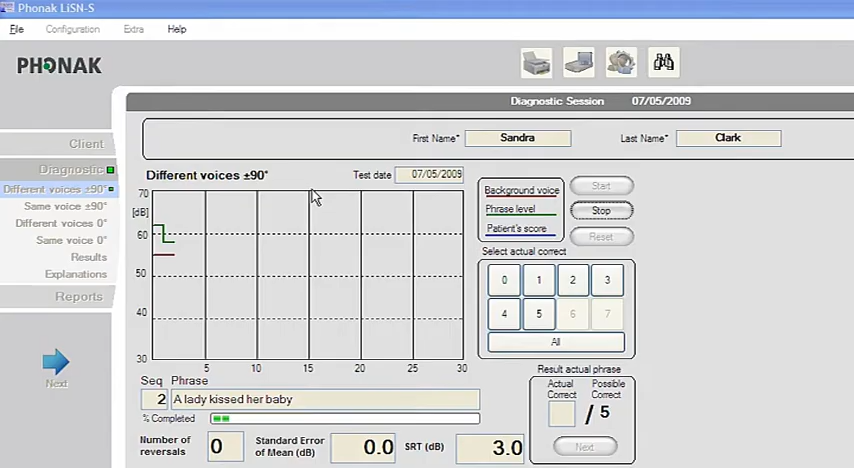 Phonak LiSN-S
File Configuration Extra Help
PHONAK
Diagnostic Session 07/05/2009
First Name* Sandra Last Name* Clark
Client
Diagnostic
Different voices ±90°
Same voice ±90°
Different voices 0°
Same voice 0°
Results
Explanations
Reports
Next
Different voices ±90°
Test date 07/05/2009
70
[dB]
60
50
40
30
5 10 15 20 25 30
Background voice
Phrase level
Patient's score
Start
Stop
Reset
Select actual correct
0 1 2 3
4 5 6 7
All
Seq Phrase
2 A lady kissed her baby
% Completed
Result actual phrase
Actual Correct
Possible Correct
/ 5
Next
Number of reversals 0
Standard Error of Mean (dB) 0.0
SRT (dB) 3.0